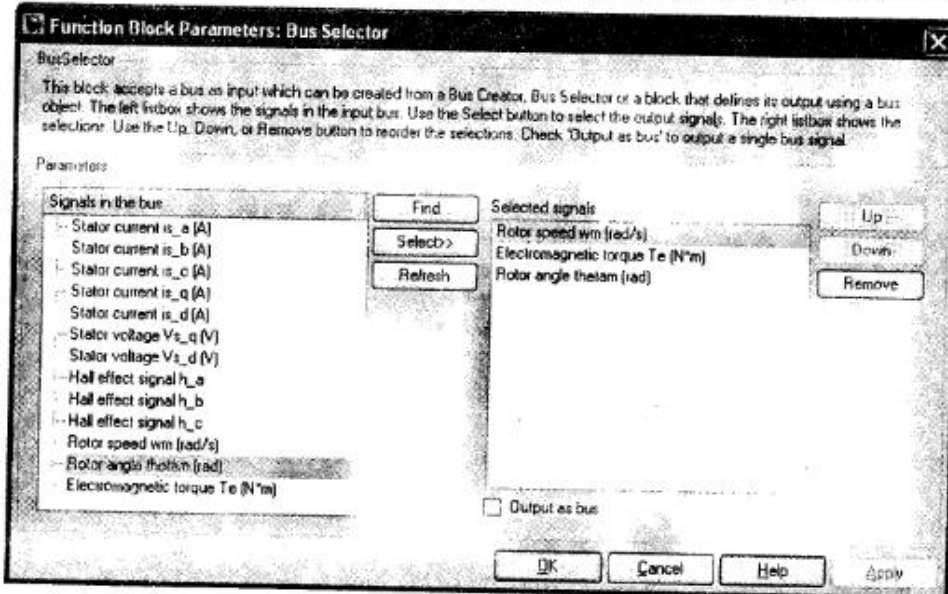 Function Block Parameters: Bus Selector
BusSelector
This block accepts a bus as input which can be created from a Bus Creator, Bus Selector or a block that defines its output using a bus
object. The left listbox shows the signals in the input bus. Use the Select button to select the output signals. The right listbox shows the
selections. Use the Up, Down, or Remove button to reorder the selections. Check 'Output as bus' to output a single bus signal.
Parameters
Signals in the bus
Stator current is_a (A)
Stator current is_b (A)
Stator current is_c (A)
Stator current is_q (A)
Stator current is_d (A)
Stator voltage Vs_q (V)
Stator voltage Vs_d (V)
Hall effect signal h_a
Hall effect signal h_b
Hall effect signal h_c
Rotor speed wm (rad/s)
Rotor angle thetam (rad)
Electromagnetic torque Te (N*m)
Find
Select>>
Refresh
Selected signals
Rotor speed wm (rad/s)
Electromagnetic torque Te (N*m)
Rotor angle thetam (rad)
Up
Down
Remove
Output as bus
OK
Cancel
Help
Apply